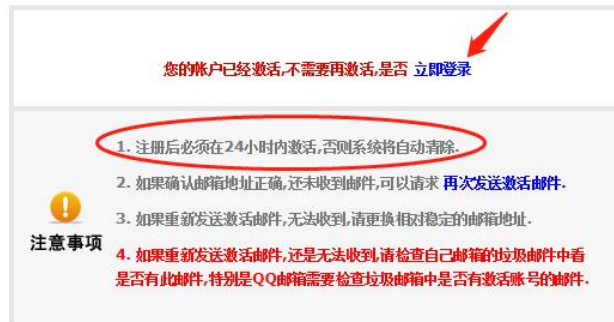 您的帐户已经激活,不需要再激活,是否 立即登录
1. 注册后必须在24小时内激活,否则系统将自动清除.
2. 如果确认邮箱地址正确,还未收到邮件,可以请求 再次发送激活邮件.
3. 如果重新发送激活邮件,无法收到,请更换相对稳定的邮箱地址.
注意事项
4. 如果重新发送激活邮件,还是无法收到,请检查自己邮箱的垃圾邮件中看
是否有此邮件,特别是QQ邮箱需要检查垃圾邮箱中是否有激活账号的邮件.